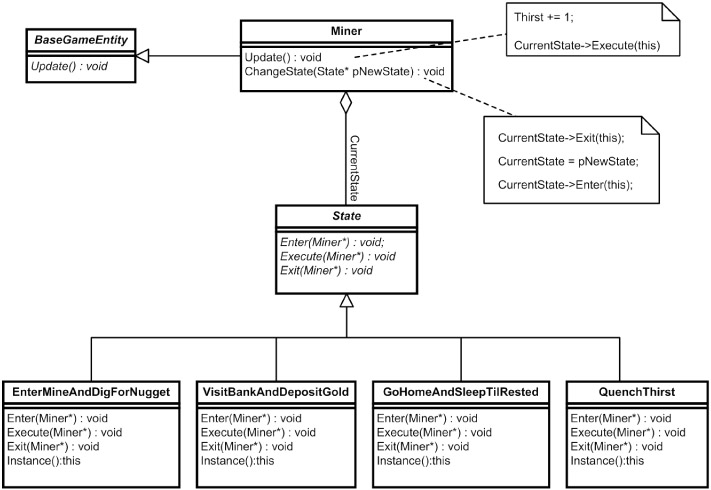 BaseGameEntity
Update() : void
Miner
Update() : void
ChangeState(State* pNewState) : void
Thirst += 1;
CurrentState->Execute(this)
CurrentState->Exit(this);
CurrentState = pNewState;
CurrentState->Enter(this);
CurrentState
State
Enter(Miner*) : void;
Execute(Miner*) : void
Exit(Miner*) : void
EnterMineAndDigForNugget
Enter(Miner*) : void
Execute(Miner*) : void
Exit(Miner*) : void
Instance():this
VisitBankAndDepositGold
Enter(Miner*) : void
Execute(Miner*) : void
Exit(Miner*) : void
Instance():this
GoHomeAndSleepTilRested
Enter(Miner*) : void
Execute(Miner*) : void
Exit(Miner*) : void
Instance():this
QuenchThirst
Enter(Miner*) : void
Execute(Miner*) : void
Exit(Miner*) : void
Instance():this